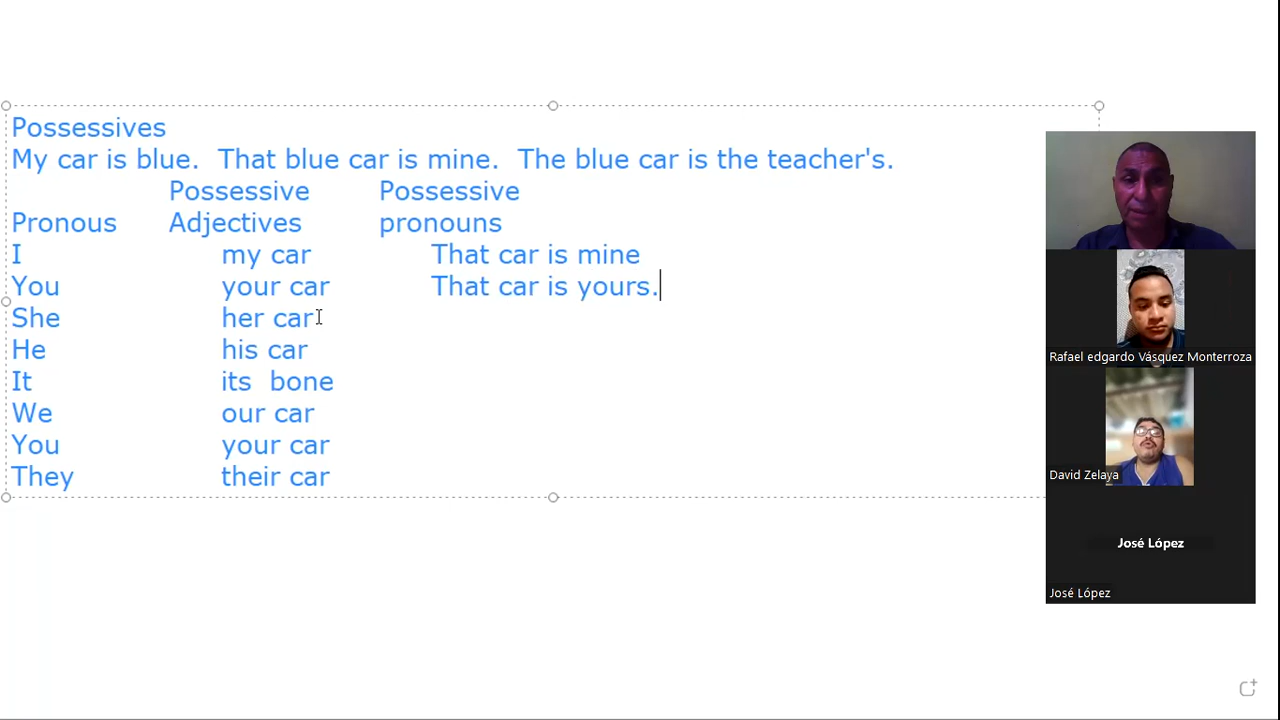 Possessives
My car is blue.  That blue car is mine.  The blue car is the teacher's.
Possessive Possessive
Pronous Adjectives pronouns
I my car That car is mine
You your car That car is yours.
She her car
He his car
It its bone
We our car
You your car
They their car
Rafael edgardo Vásquez Monterroza
David Zelaya
José López
José López